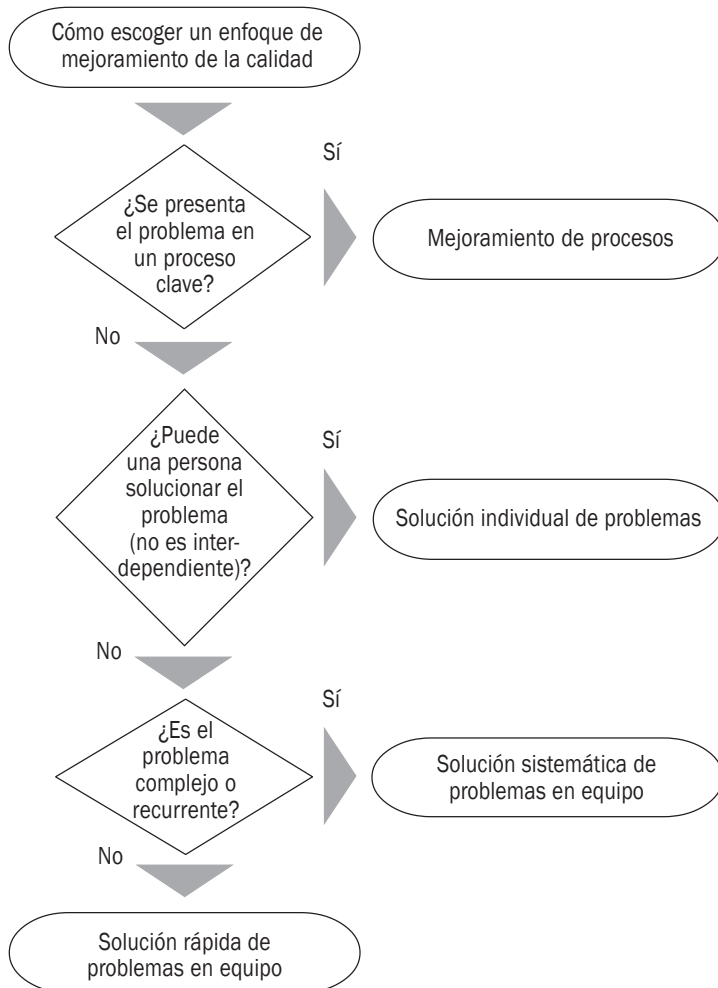 Cómo escoger un enfoque de
mejoramiento de la calidad
Sí
¿Se presenta
el problema en
un proceso
clave?
Mejoramiento de procesos
No
¿Puede
una persona
solucionar el
problema
(no es inter-
dependiente)?
Sí
Solución individual de problemas
No
¿Es el
problema
complejo o
recurrente?
Sí
Solución sistemática de
problemas en equipo
No
Solución rápida de
problemas en equipo